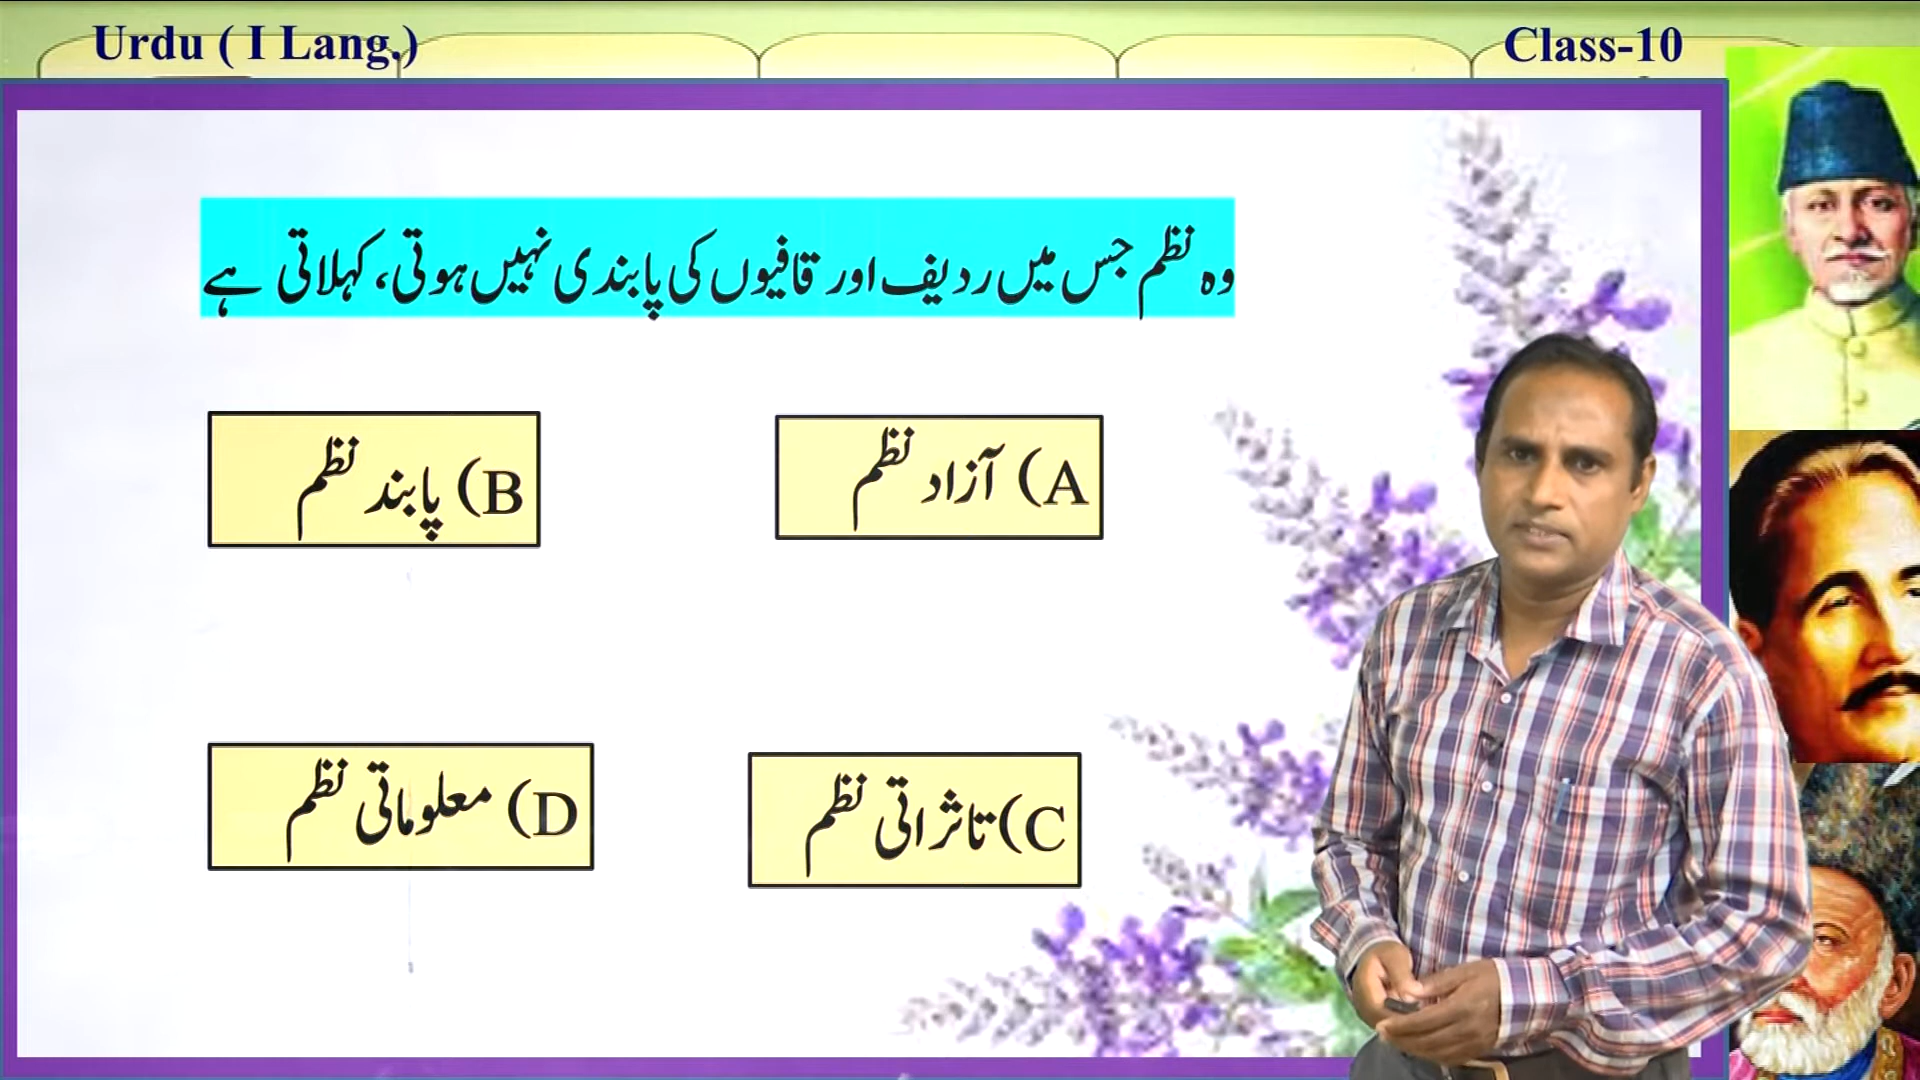 Urdu ( I Lang.)
Class-10
وہ نظم جس میں ردیف اور قافیوں کی پابندی نہیں ہوتی، کہلاتی ہے
A) آزاد نظم
B) پابند نظم
C) تاثراتی نظم
D) معلوماتی نظم